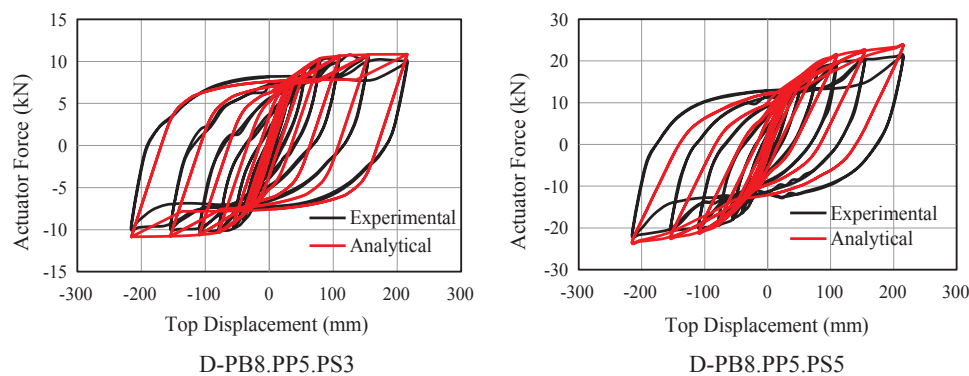 15
10
5
0
-5
-10
-15
Actuator Force (kN)
Experimental
Analytical
-300 -200 -100 0 100 200 300
Top Displacement (mm)
D-PB8.PP5.PS3
30
20
10
0
-10
-20
-30
Actuator Force (kN)
Experimental
Analytical
-300 -200 -100 0 100 200 300
Top Displacement (mm)
D-PB8.PP5.PS5